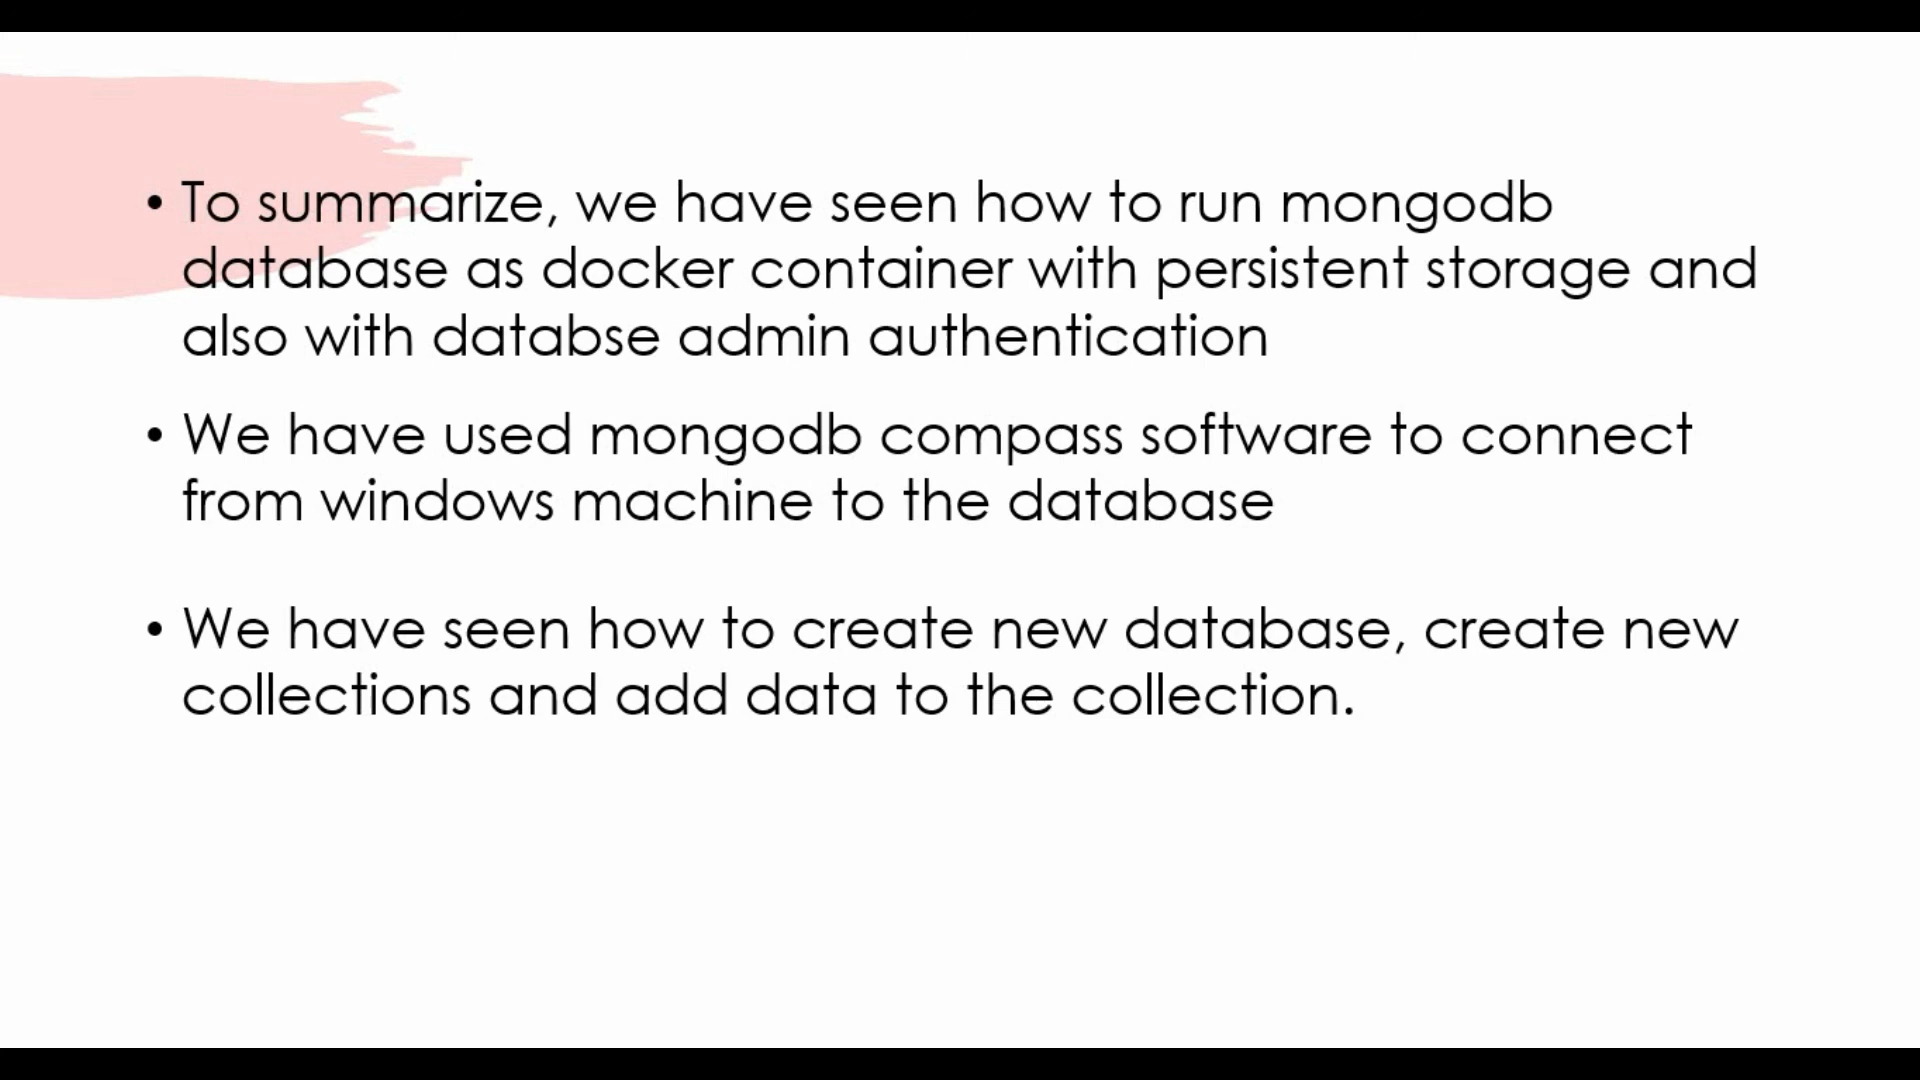 • To summarize, we have seen how to run mongodb
database as docker container with persistent storage and
also with databse admin authentication
• We have used mongodb compass software to connect
from windows machine to the database
• We have seen how to create new database, create new
collections and add data to the collection.